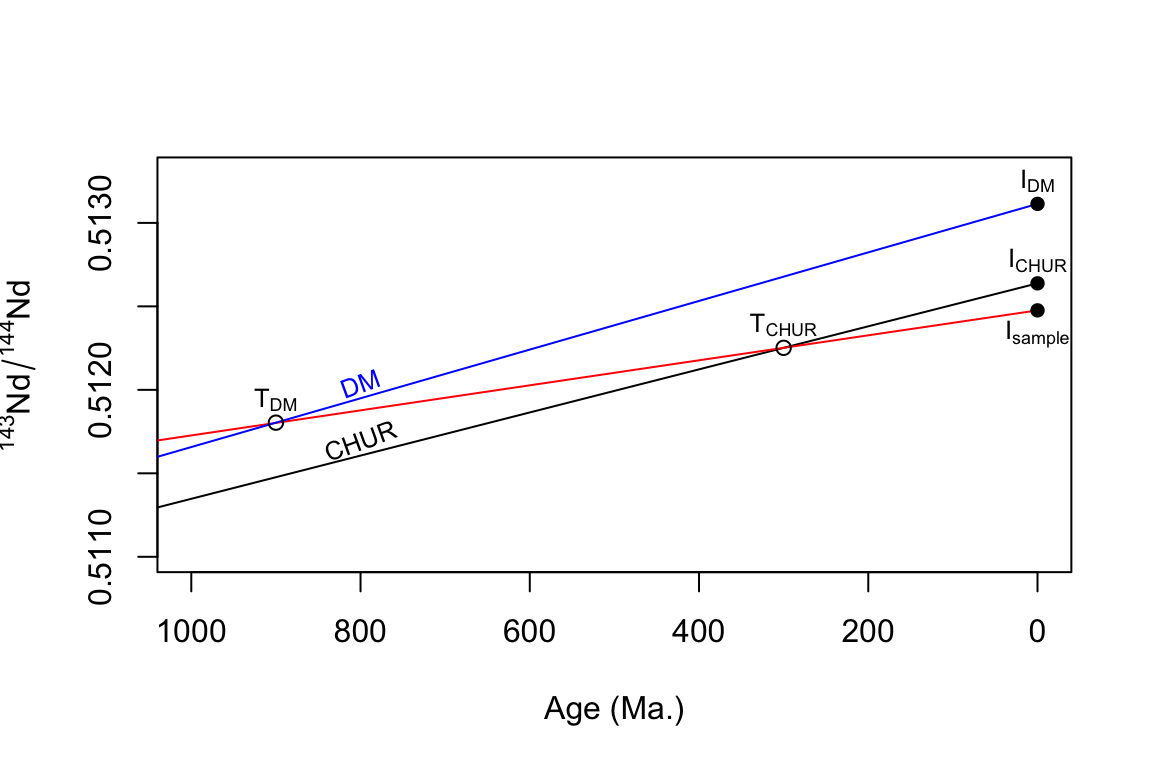 I_DM
0.5130
I_CHUR
T_CHUR
I_sample
¹⁴³Nd/¹⁴⁴Nd
0.5120
DM
T_DM
CHUR
0.5110
1000 800 600 400 200 0
Age (Ma.)